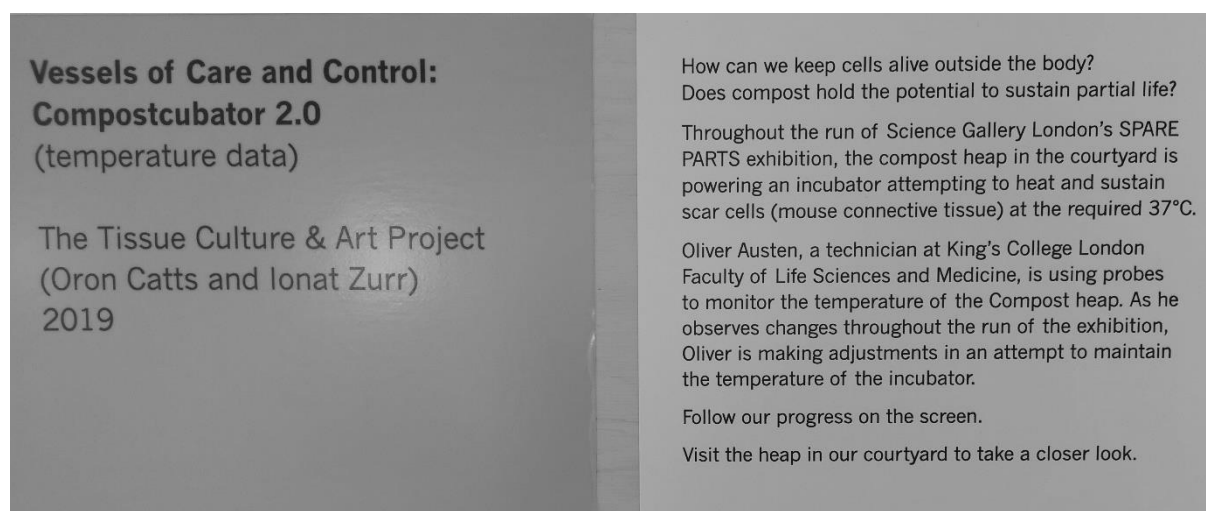 Vessels of Care and Control:
Compostcubator 2.0
(temperature data)
The Tissue Culture & Art Project
(Oron Catts and Ionat Zurr)
2019
How can we keep cells alive outside the body?
Does compost hold the potential to sustain partial life?
Throughout the run of Science Gallery London’s SPARE
PARTS exhibition, the compost heap in the courtyard is
powering an incubator attempting to heat and sustain
scar cells (mouse connective tissue) at the required 37°C.
Oliver Austen, a technician at King’s College London
Faculty of Life Sciences and Medicine, is using probes
to monitor the temperature of the Compost heap. As he
observes changes throughout the run of the exhibition,
Oliver is making adjustments in an attempt to maintain
the temperature of the incubator.
Follow our progress on the screen.
Visit the heap in our courtyard to take a closer look.